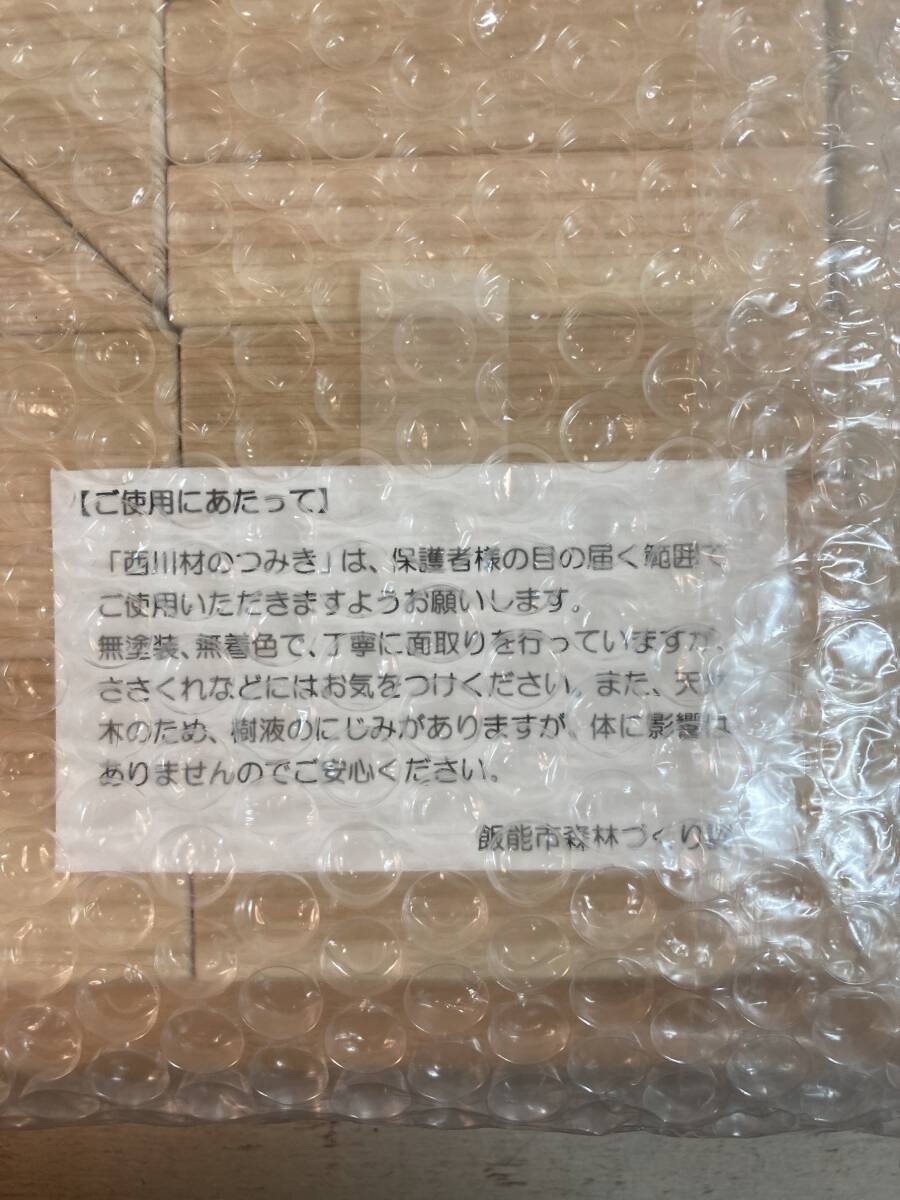 【ご使用にあたって】
「西川材のつみき」は、保護者様の目の届く範囲で
ご使用いただきますようお願いします。
無塗装、無着色で、丁寧に面取りを行っていますが、
ささくれなどにはお気をつけください。また、天然
木のため、樹液のにじみがありますが、体に影響は
ありませんのでご安心ください。
飯能市森林づくり